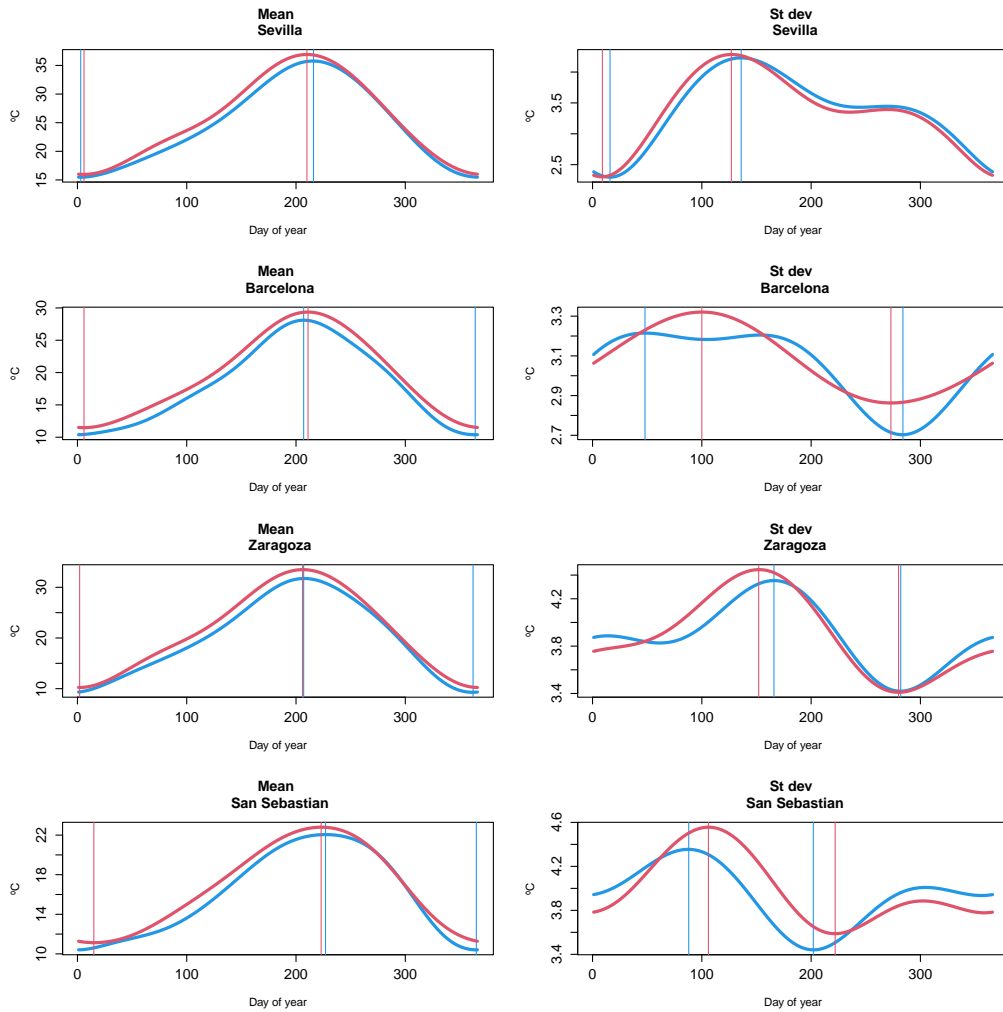 Mean
Sevilla
ºC
15
20
25
30
35
0
100
200
300
Day of year
St dev
Sevilla
ºC
2.5
3.5
0
100
200
300
Day of year
Mean
Barcelona
ºC
10
15
20
25
30
0
100
200
300
Day of year
St dev
Barcelona
ºC
2.7
2.9
3.1
3.3
0
100
200
300
Day of year
Mean
Zaragoza
ºC
10
20
30
0
100
200
300
Day of year
St dev
Zaragoza
ºC
3.4
3.8
4.2
0
100
200
300
Day of year
Mean
San Sebastian
ºC
10
14
18
22
0
100
200
300
Day of year
St dev
San Sebastian
ºC
3.4
3.8
4.2
4.6
0
100
200
300
Day of year